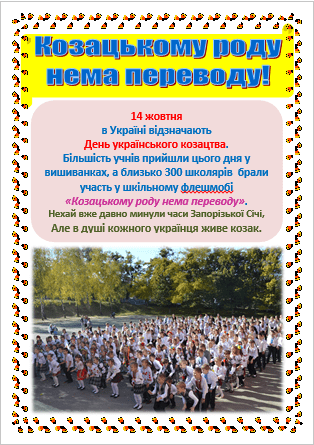 Козацькому роду
нема переводу!
14 жовтня
в Україні відзначають
День українського козацтва.
Більшість учнів прийшли цього дня у
вишиванках, а близько 300 школярів брали
участь у шкільному флешмобі
«Козацькому роду нема переводу».
Нехай вже давно минули часи Запорізької Січі,
Але в душі кожного українця живе козак.